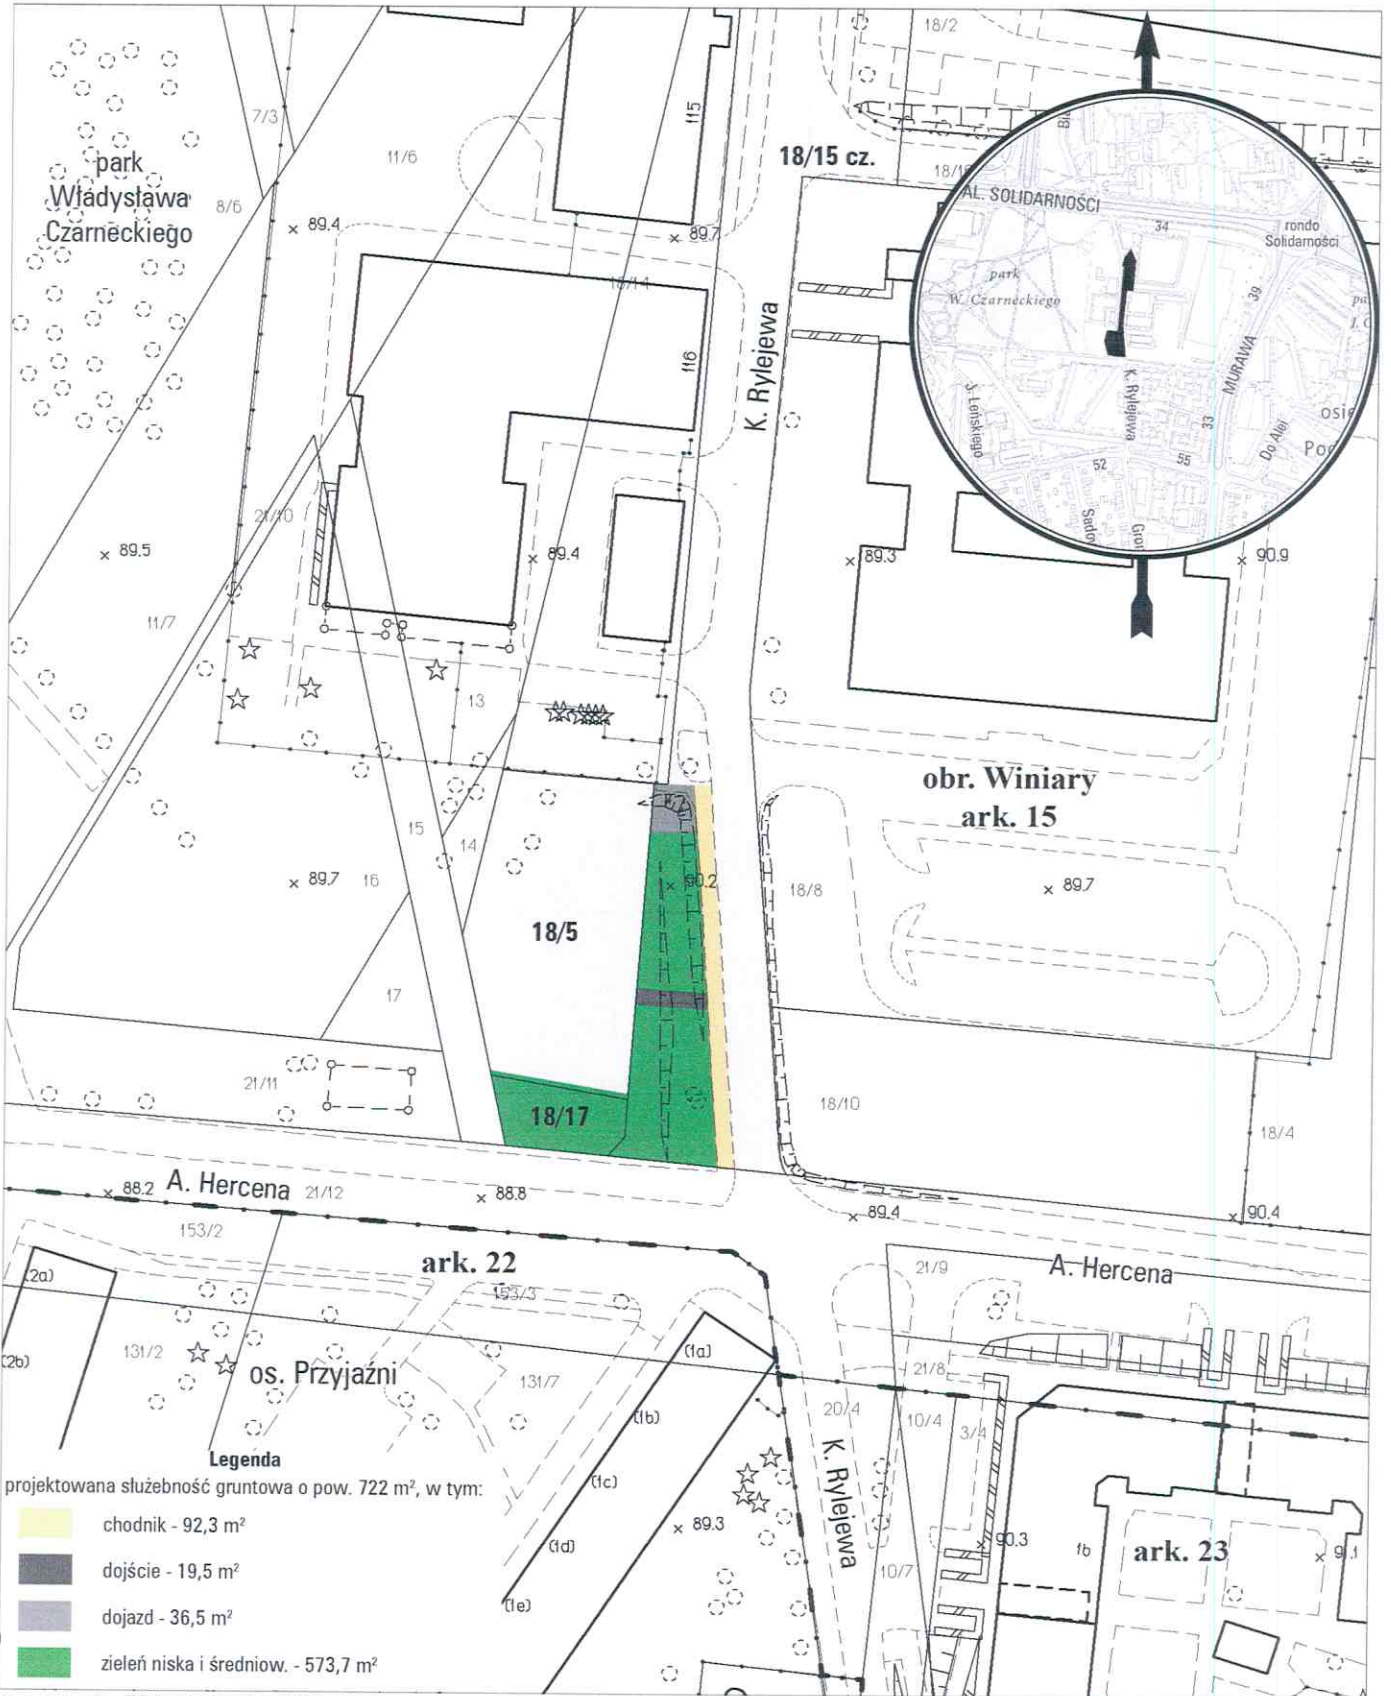 18/2
115
7/3
park
Władysława
Czarneckiego
11/6
18/15 cz.
8/6
89.4
89.7
AL. SOLIDARNOŚCI
34
rondo
Solidarności
park
W. Czarneckiego
39
MURAWA
K. Rylejewa
J. Leńskiego
33
52
55
Do Alei
18/14
116
K. Rylejewa
21/10
89.5
89.4
89.3
90.9
11/7
13
obr. Winiary
ark. 15
15
14
89.7
16
90.2
18/8
89.7
18/5
17
21/11
18/17
18/10
18/4
A. Hercena
21/12
88.2
88.8
89.4
90.4
153/2
ark. 22
21/9
A. Hercena
(2a)
153/3
(2b)
131/2
os. Przyjaźni
131/7
(1a)
21/8
(1b)
20/4
10/4
3/4
K. Rylejewa
Legenda
projektowana służebność gruntowa o pow. 722 m², w tym:
(1c)
chodnik - 92,3 m²
(1d)
89.3
90.3
1b
ark. 23
91.1
dojście - 19,5 m²
10/7
(1e)
dojazd - 36,5 m²
zieleń niska i średniow. - 573,7 m²